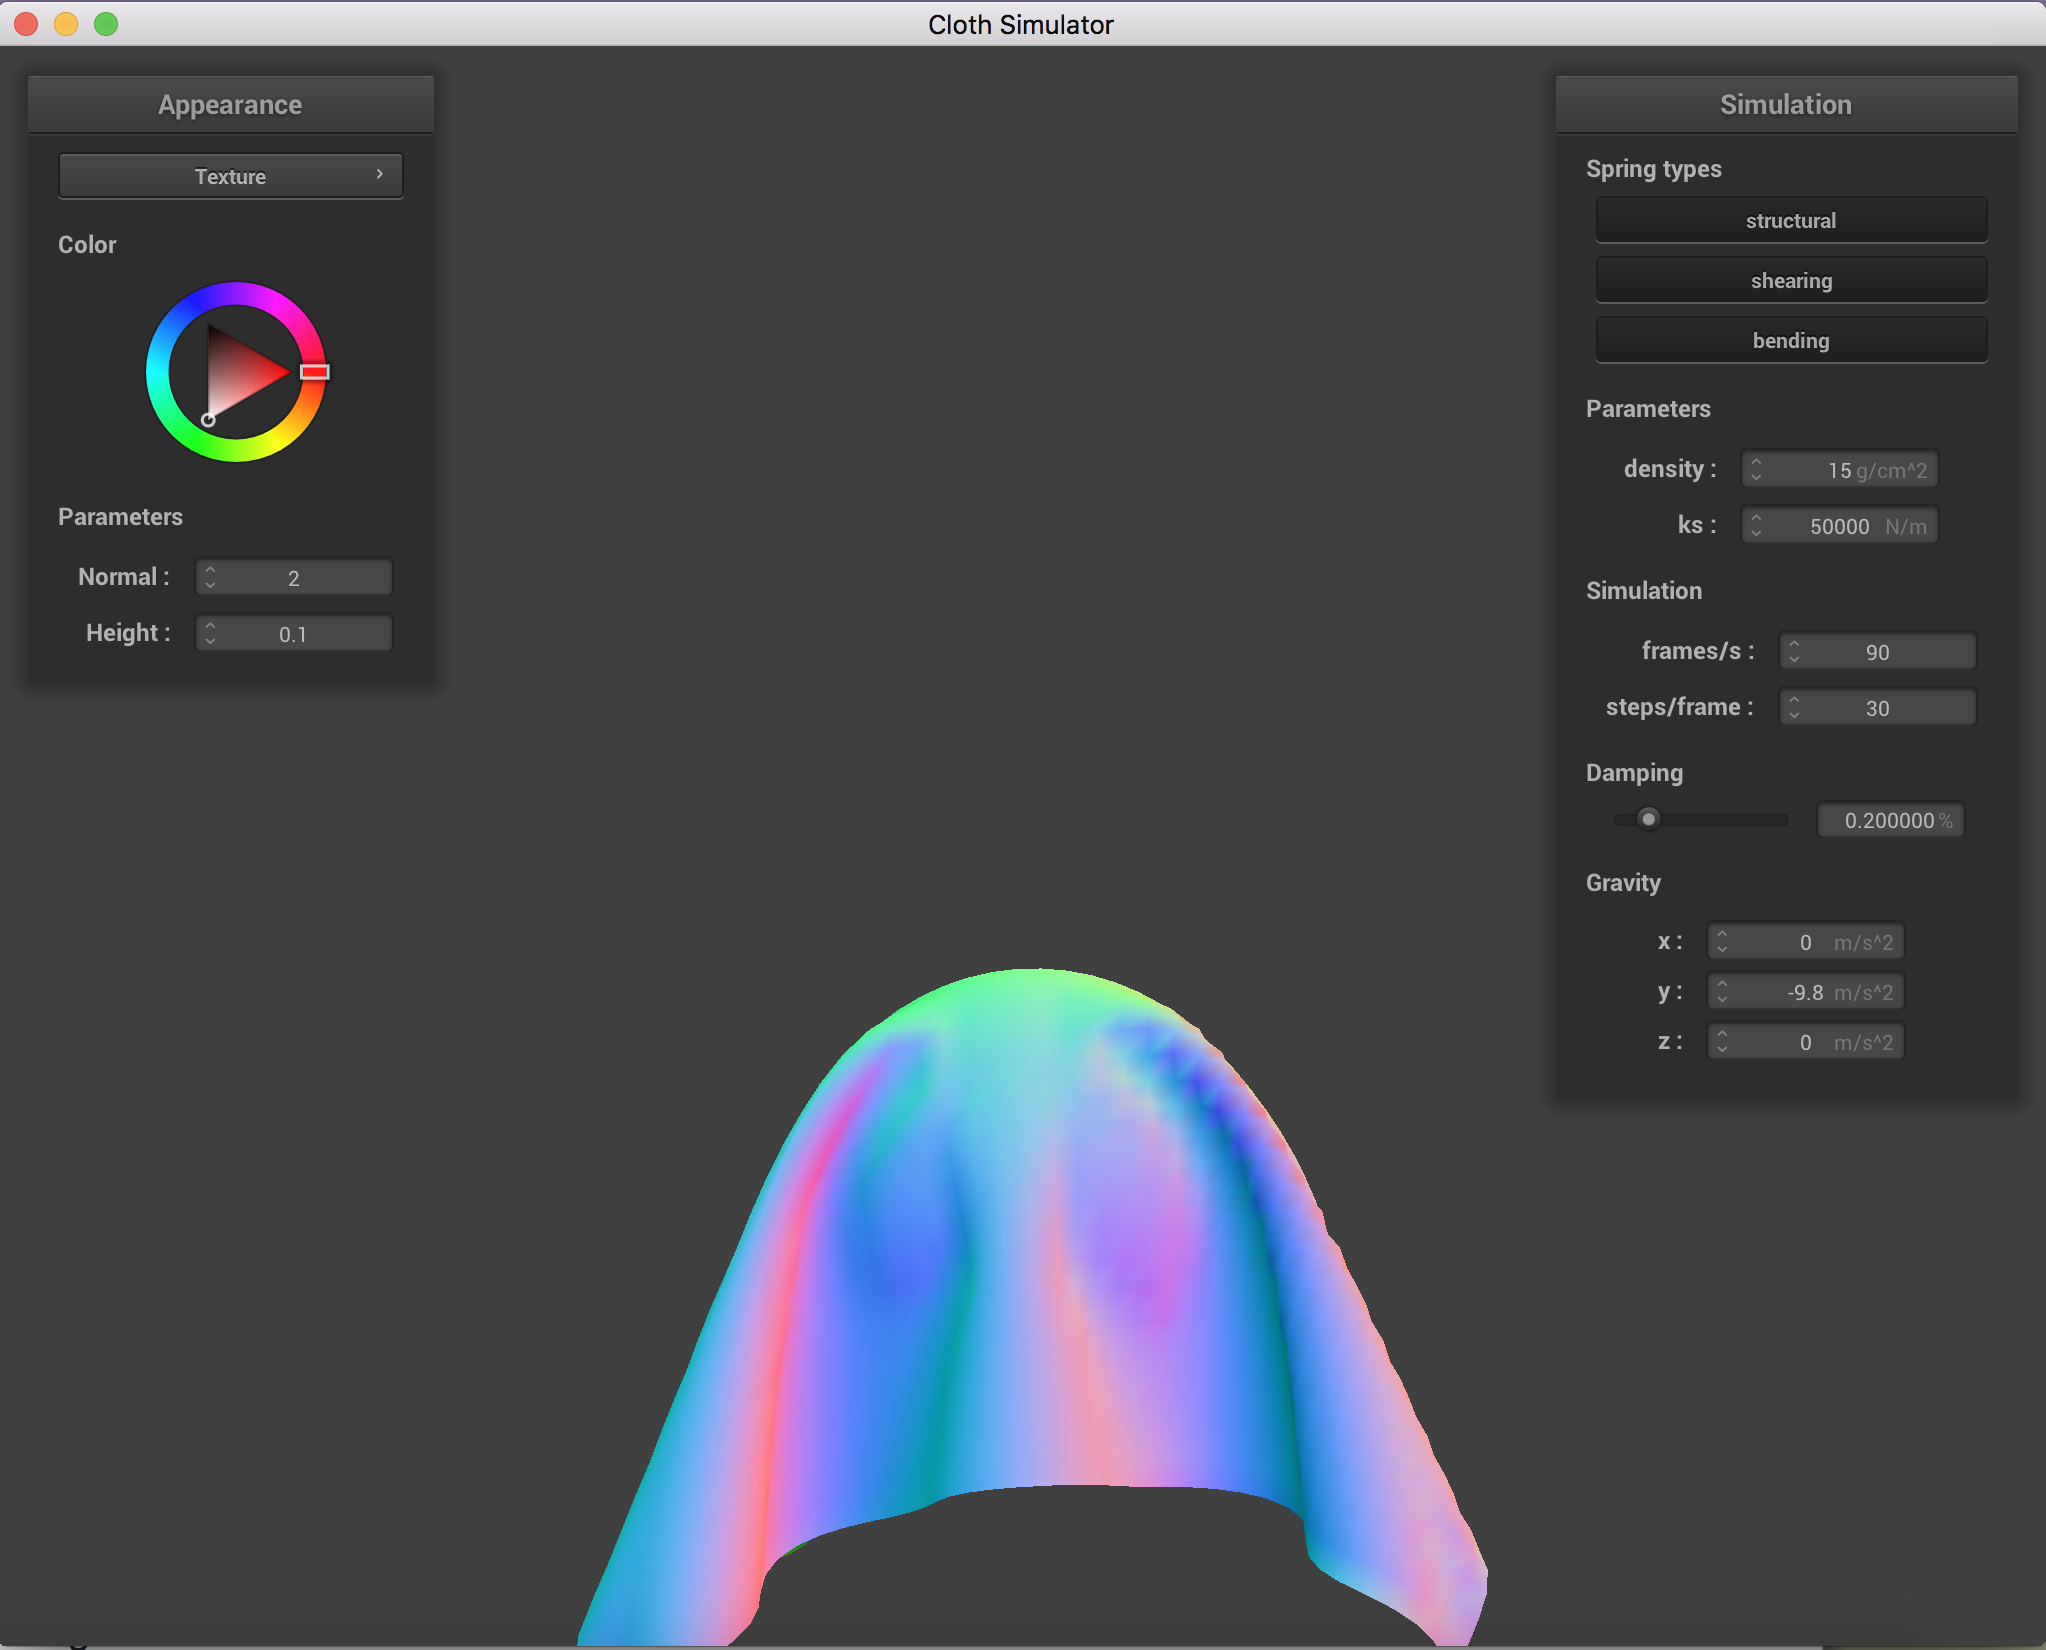 Cloth Simulator
Appearance
Texture
Color
Parameters
Normal : 2
Height : 0.1
Simulation
Spring types
structural
shearing
bending
Parameters
density : 15 g/cm^2
ks : 50000 N/m
Simulation
frames/s : 90
steps/frame : 30
Damping
0.200000 %
Gravity
x : 0 m/s^2
y : -9.8 m/s^2
z : 0 m/s^2